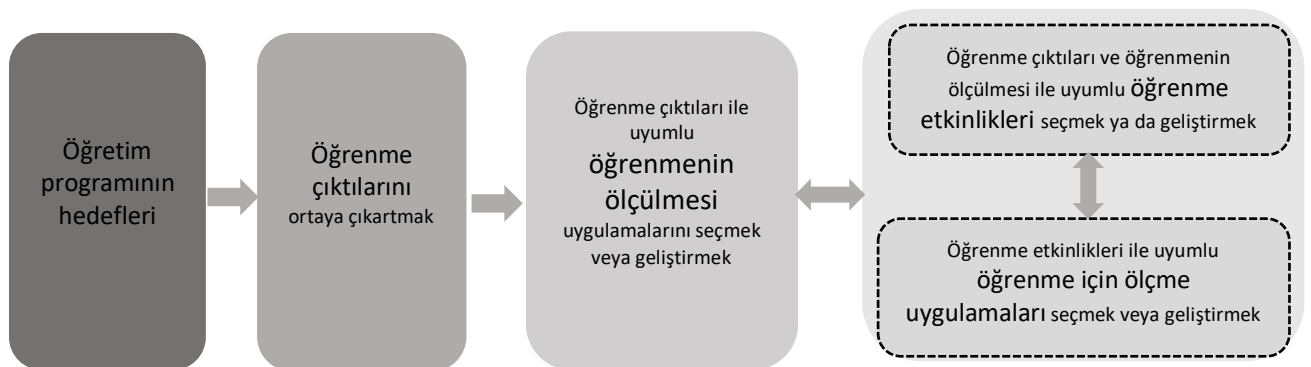 Öğretim
programının
hedefleri
Öğrenme
çıktılarını
ortaya çıkartmak
Öğrenme çıktıları ile
uyumlu
öğrenmenin
ölçülmesi
uygulamalarını seçmek
veya geliştirmek
Öğrenme çıktıları ve öğrenmenin
ölçülmesi ile uyumlu öğrenme
etkinlikleri seçmek ya da geliştirmek
Öğrenme etkinlikleri ile uyumlu
öğrenme için ölçme
uygulamaları seçmek veya geliştirmek